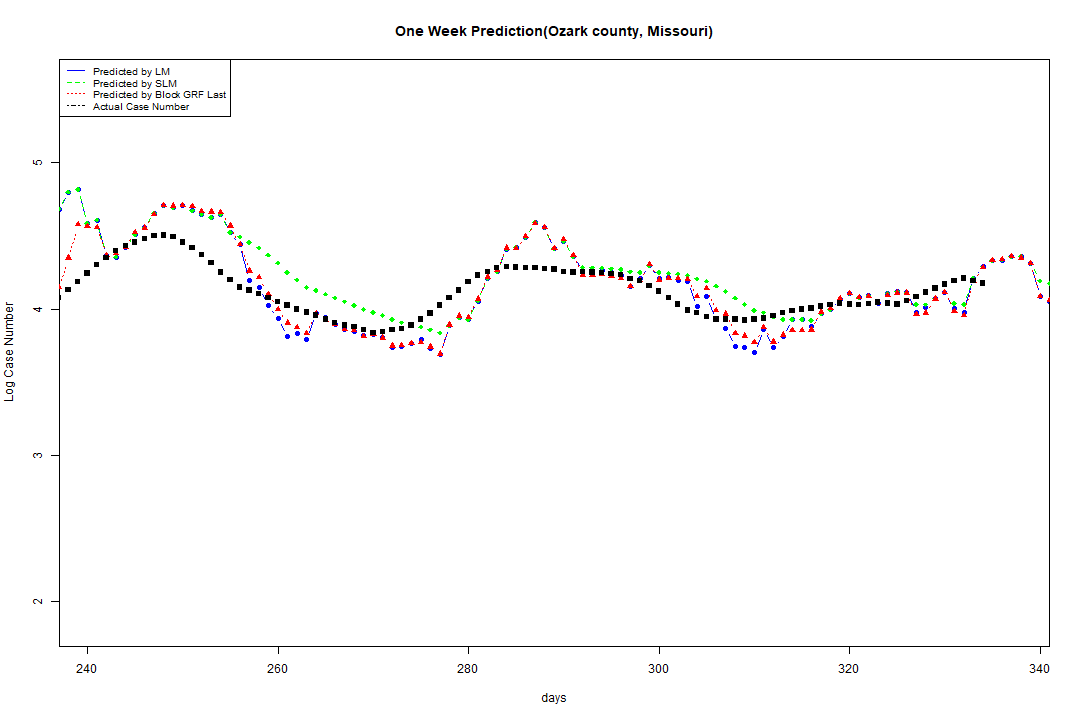 One Week Prediction(Ozark county, Missouri)
Predicted by LM
Predicted by SLM
Predicted by Block GRF Last
Actual Case Number
5
4
3
2
Log Case Number
240 260 280 300 320 340
days